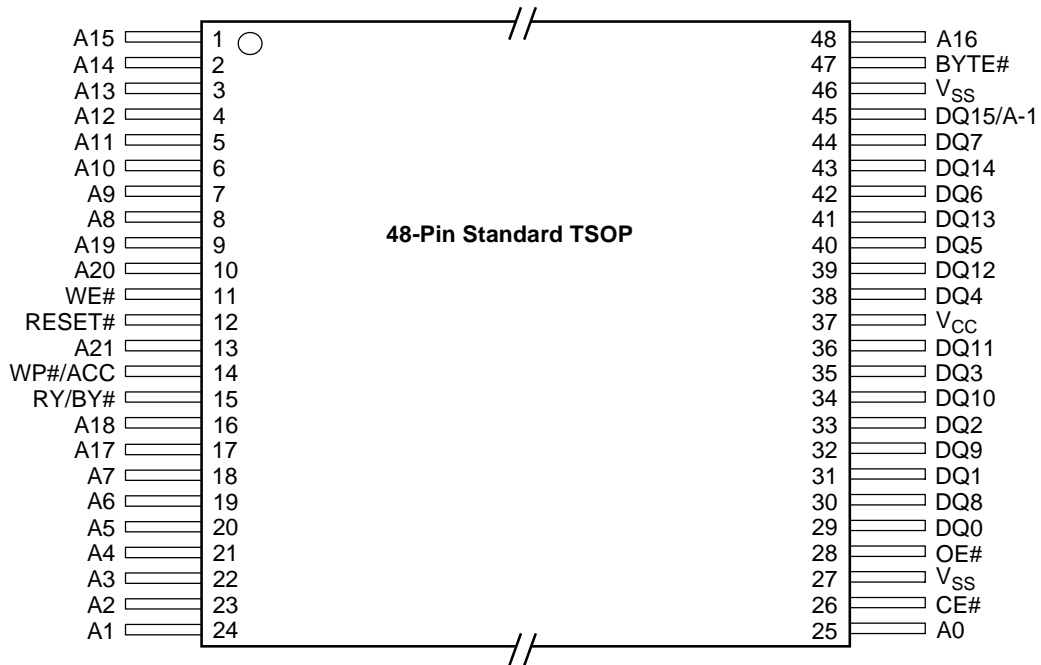 A15 1 48 A16
A14 2 47 BYTE#
A13 3 46 VSS
A12 4 45 DQ15/A-1
A11 5 44 DQ7
A10 6 43 DQ14
A9 7 42 DQ6
A8 8 41 DQ13
48-Pin Standard TSOP
A19 9 40 DQ5
A20 10 39 DQ12
WE# 11 38 DQ4
RESET# 12 37 VCC
A21 13 36 DQ11
WP#/ACC 14 35 DQ3
RY/BY# 15 34 DQ10
A18 16 33 DQ2
A17 17 32 DQ9
A7 18 31 DQ1
A6 19 30 DQ8
A5 20 29 DQ0
A4 21 28 OE#
A3 22 27 VSS
A2 23 26 CE#
A1 24 25 A0